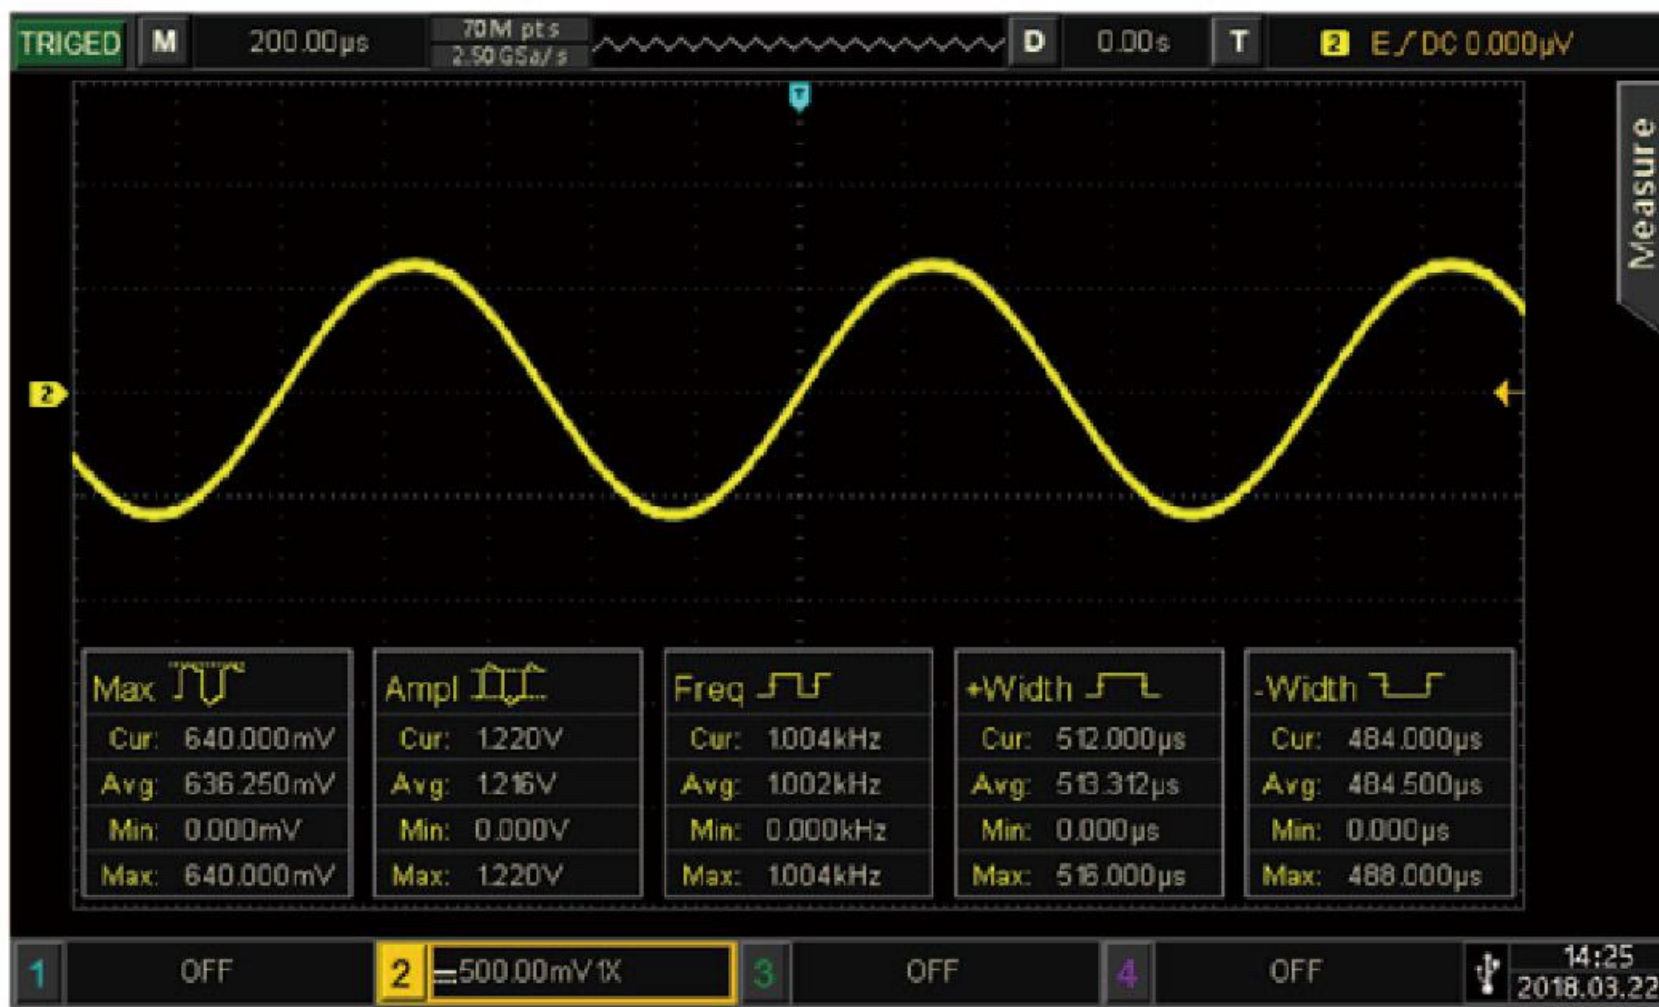 TRIGED M 200.00µs 70M pts D 0.00s T 2 E DC 0.000µV
2.50GSa/s
T
Measure
2
Max Ampl Freq +Width -Width
Cur: 640.000mV Cur: 1.220V Cur: 1.004kHz Cur: 512.000µs Cur: 484.000µs
Avg: 636.250mV Avg: 1.216V Avg: 1.002kHz Avg: 513.312µs Avg: 484.500µs
Min: 0.000mV Min: 0.000V Min: 0.000kHz Min: 0.000µs Min: 0.000µs
Max: 640.000mV Max: 1.220V Max: 1.004kHz Max: 516.000µs Max: 488.000µs
1 OFF 2 500.00mV 1X 3 OFF 4 OFF 14:25
2018.03.22